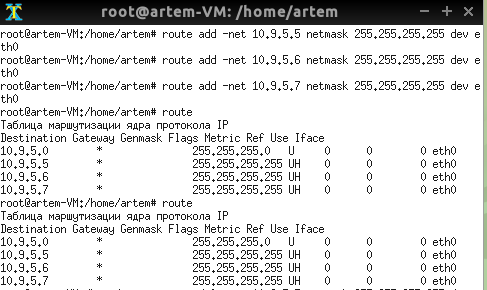 root@artem-VM: /home/artem
root@artem-VM:/home/artem# route add -net 10.9.5.5 netmask 255.255.255.255 dev e
th0
root@artem-VM:/home/artem# route add -net 10.9.5.6 netmask 255.255.255.255 dev e
th0
root@artem-VM:/home/artem# route add -net 10.9.5.7 netmask 255.255.255.255 dev e
th0
root@artem-VM:/home/artem# route
Таблица маршутизации ядра протокола IP
Destination Gateway Genmask Flags Metric Ref Use Iface
10.9.5.0 * 255.255.255.0 U 0 0 0 eth0
10.9.5.5 * 255.255.255.255 UH 0 0 0 eth0
10.9.5.6 * 255.255.255.255 UH 0 0 0 eth0
10.9.5.7 * 255.255.255.255 UH 0 0 0 eth0
root@artem-VM:/home/artem# route
Таблица маршутизации ядра протокола IP
Destination Gateway Genmask Flags Metric Ref Use Iface
10.9.5.0 * 255.255.255.0 U 0 0 0 eth0
10.9.5.5 * 255.255.255.255 UH 0 0 0 eth0
10.9.5.6 * 255.255.255.255 UH 0 0 0 eth0
10.9.5.7 * 255.255.255.255 UH 0 0 0 eth0